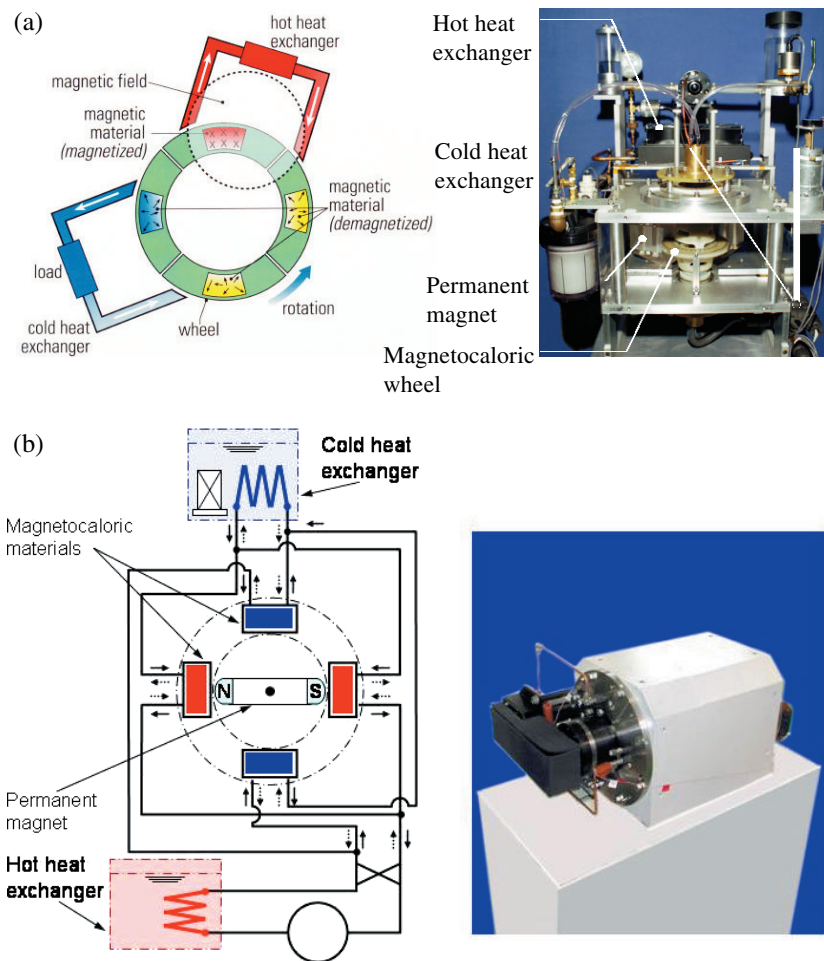 (a)
hot heat
exchanger
magnetic field
magnetic
material
(magnetized)
magnetic
material
(demagnetized)
load
cold heat
exchanger
wheel
rotation
Hot heat
exchanger
Cold heat
exchanger
Permanent
magnet
Magnetocaloric
wheel
(b)
Cold heat
exchanger
Magnetocaloric
materials
N
S
Permanent
magnet
Hot heat
exchanger